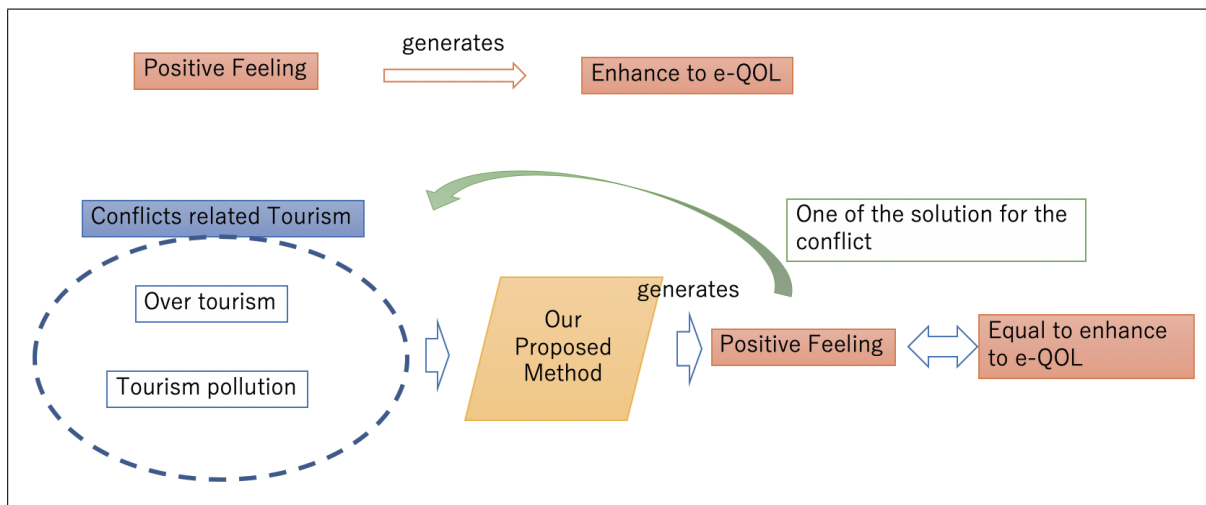 generates
Positive Feeling
Enhance to e-QOL
Conflicts related Tourism
One of the solution for the
conflict
Over tourism
Tourism pollution
Our
Proposed
Method
generates
Positive Feeling
Equal to enhance
to e-QOL